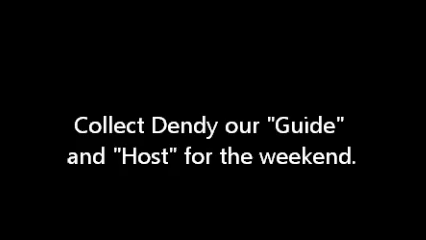 Collect Dendy our "Guide"
and "Host" for the weekend.